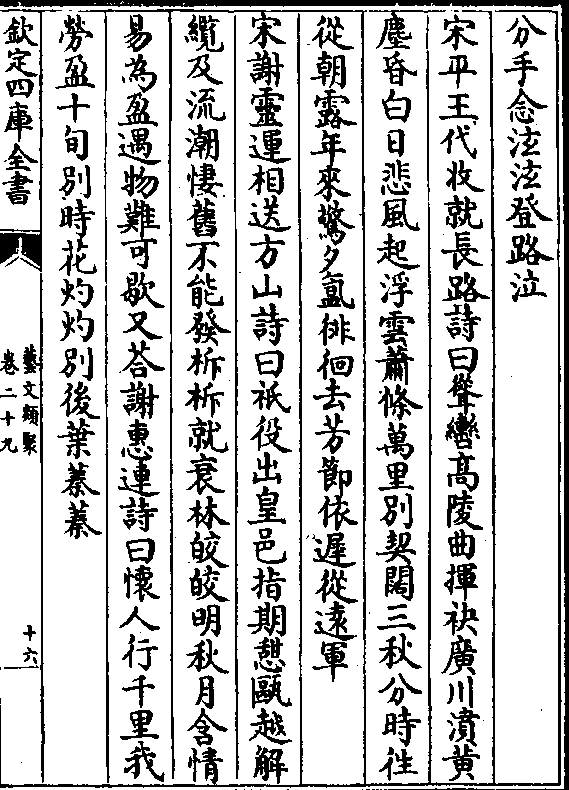 分手念泫泫登路泣
宋平王代收就長路詩曰聳轡高陵曲揮袂廣川濆黄
塵昏白日悲風起浮雲蕭條萬里別契闊三秋分時往
從朝露年來驚夕氳徘徊去芳節依遲從遠軍
宋謝靈運相送方山詩曰祇役出皇邑指期憇甌越解
纜及流潮悽舊不能發析析就衰林皎皎明秋月含情
易為盈遇物難可歇又荅謝惠連詩曰懷人行千里我
勞盈十旬別時花灼灼別後葉蓁蓁
欽定四庫全書
藝文類聚
卷二十九
十六